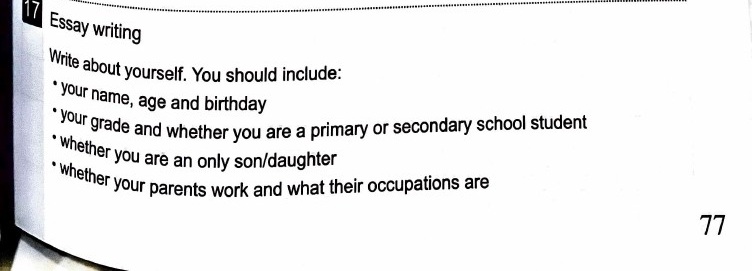 17
Essay writing
Write about yourself. You should include:
• your name, age and birthday
• your grade and whether you are a primary or secondary school student
• whether you are an only son/daughter
• whether your parents work and what their occupations are
77